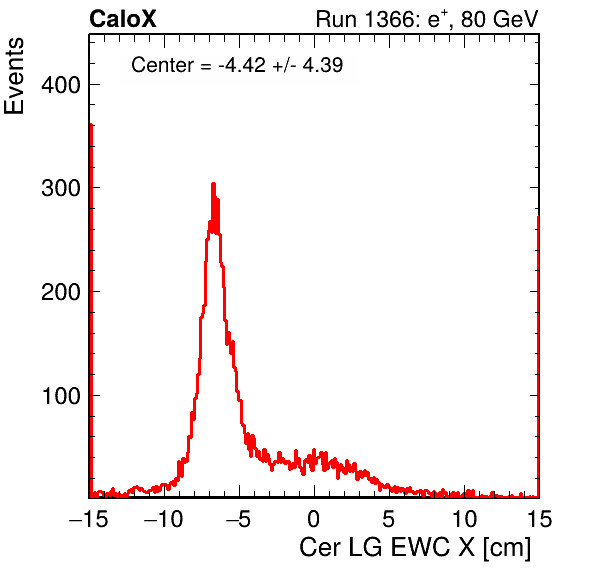 CaloX
Run 1366: e+, 80 GeV
Events
Center = -4.42 +/- 4.39
400
300
200
100
−15 −10 −5 0 5 10 15
Cer LG EWC X [cm]